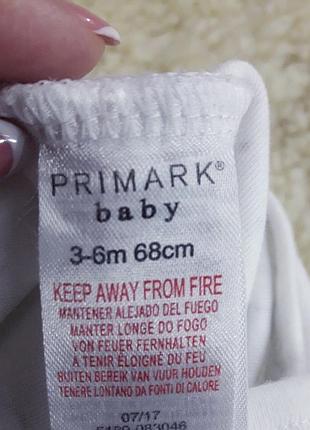 PRIMARK®
baby
3-6m 68cm
KEEP AWAY FROM FIRE
MANTENER ALEJADO DEL FUEGO
MANTER LONGE DO FOGO
VON FEUER FERNHALTEN
A TENIR ÉLOIGNÉ DU FEU
BUITEN BEREIK VAN VUUR HOUDEN
TENERE LONTANO DA FONTI DI CALORE
07/17